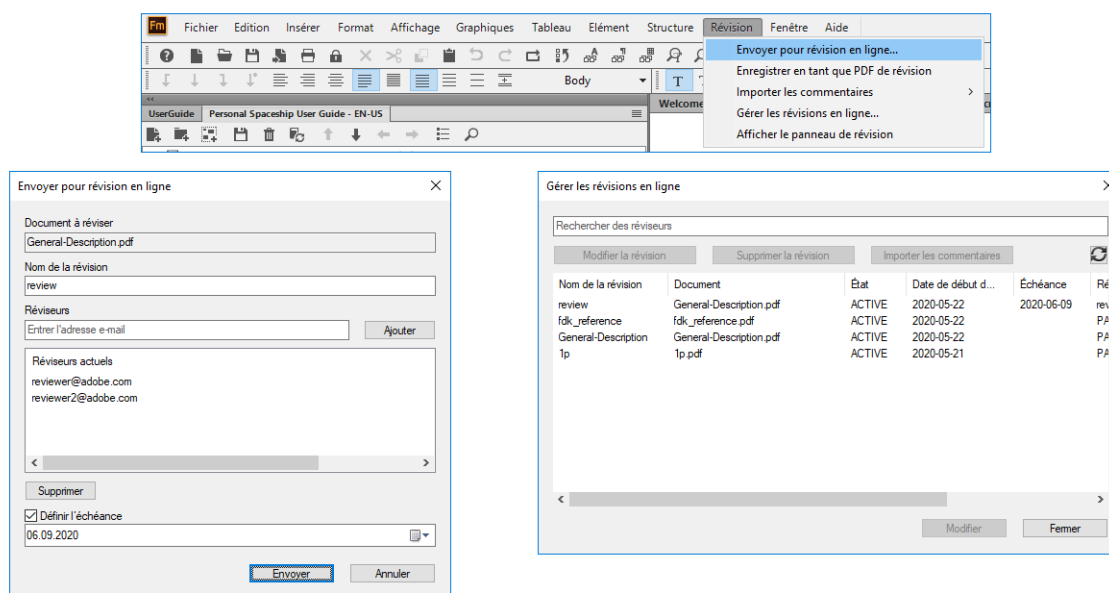 Fm Fichier Edition Insérer Format Affichage Graphiques Tableau Elément Structure Révision Fenêtre Aide
Envoyer pour révision en ligne...
Enregistrer en tant que PDF de révision
Importer les commentaires
Gérer les révisions en ligne...
Afficher le panneau de révision
Body
T
Welcome
UserGuide Personal Spaceship User Guide - EN-US
Envoyer pour révision en ligne
Document à réviser
General-Description.pdf
Nom de la révision
review
Réviseurs
Entrer l'adresse e-mail Ajouter
Réviseurs actuels
reviewer@adobe.com
reviewer2@adobe.com
Supprimer
Définir l'échéance
06.09.2020
Envoyer Annuler
Gérer les révisions en ligne
Rechercher des réviseurs
Modifier la révision Supprimer la révision Importer les commentaires
Nom de la révision Document État Date de début d... Échéance Ré
review General-Description.pdf ACTIVE 2020-05-22 2020-06-09 rev
fdk_reference fdk_reference.pdf ACTIVE 2020-05-22 PA
General-Description General-Description.pdf ACTIVE 2020-05-22 PA
1p 1p.pdf ACTIVE 2020-05-21 PA
Modifier Fermer